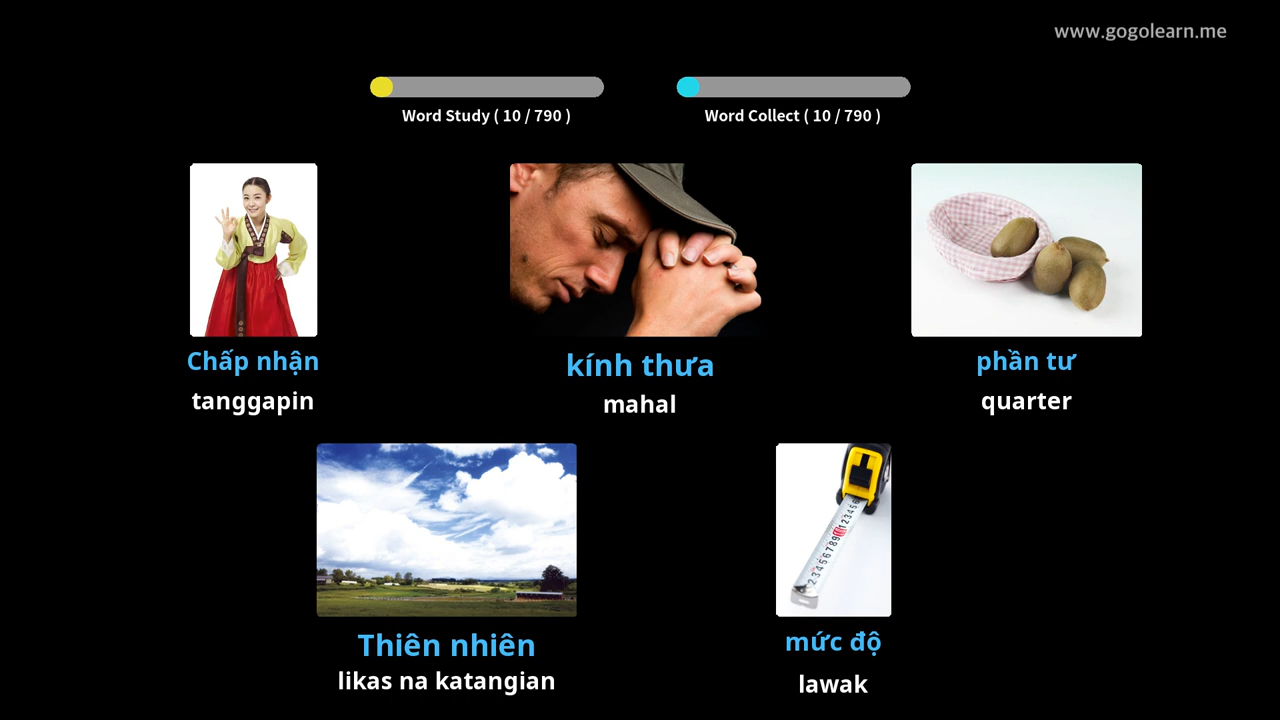 www.gogolearn.me
Word Study ( 10 / 790 )
Word Collect ( 10 / 790 )
Chấp nhận
tanggapin
kính thưa
mahal
phần tư
quarter
Thiên nhiên
likas na katangian
mức độ
lawak